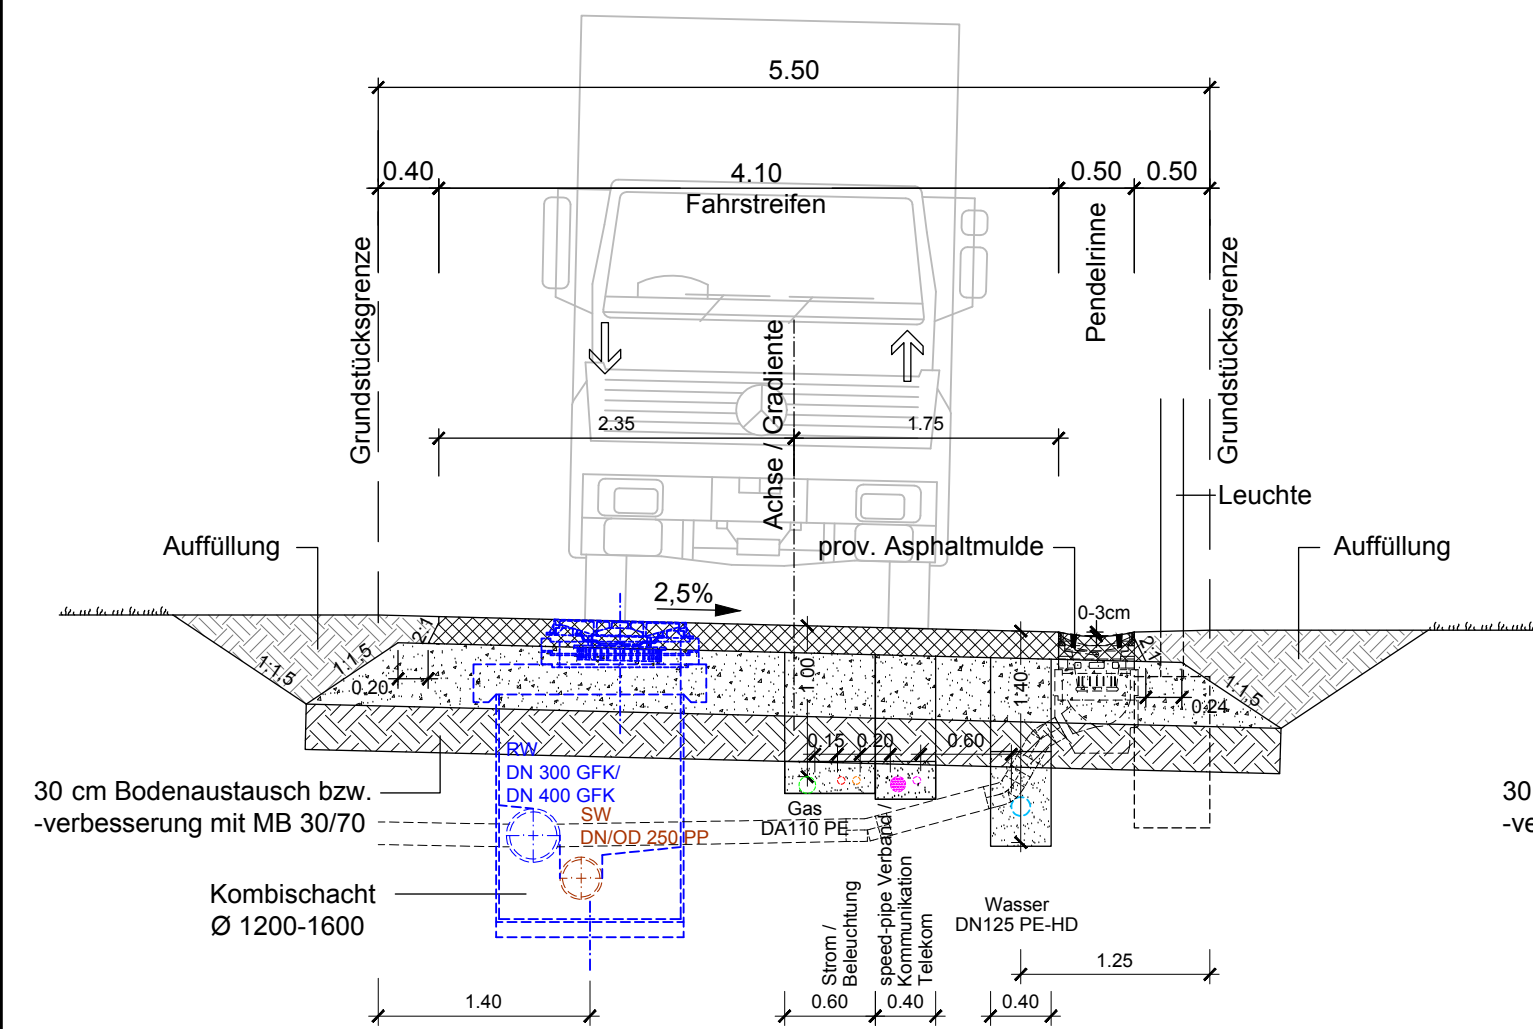 5.50
0.40
4.10
0.50
0.50
Fahrstreifen
Pendelrinne
Grundstücksgrenze
Grundstücksgrenze
Achse / Gradiente
2.35
1.75
Leuchte
Auffüllung
prov. Asphaltmulde
Auffüllung
2,5%
0-3cm
2:1
2:1
1:1.5
1:1.5
1:1.5
0.20
1.00
1.40
0.24
0.15
0.20
0.60
RW
DN 300 GFK/
DN 400 GFK
SW
DN/OD 250 PP
30 cm Bodenaustausch bzw.
-verbesserung mit MB 30/70
30
-ve
Gas
DA110 PE
Kombischacht
Ø 1200-1600
Strom /
Beleuchtung
speed-pipe Verband /
Kommunikation
Telekom
Wasser
DN125 PE-HD
1.25
1.40
0.60
0.40
0.40